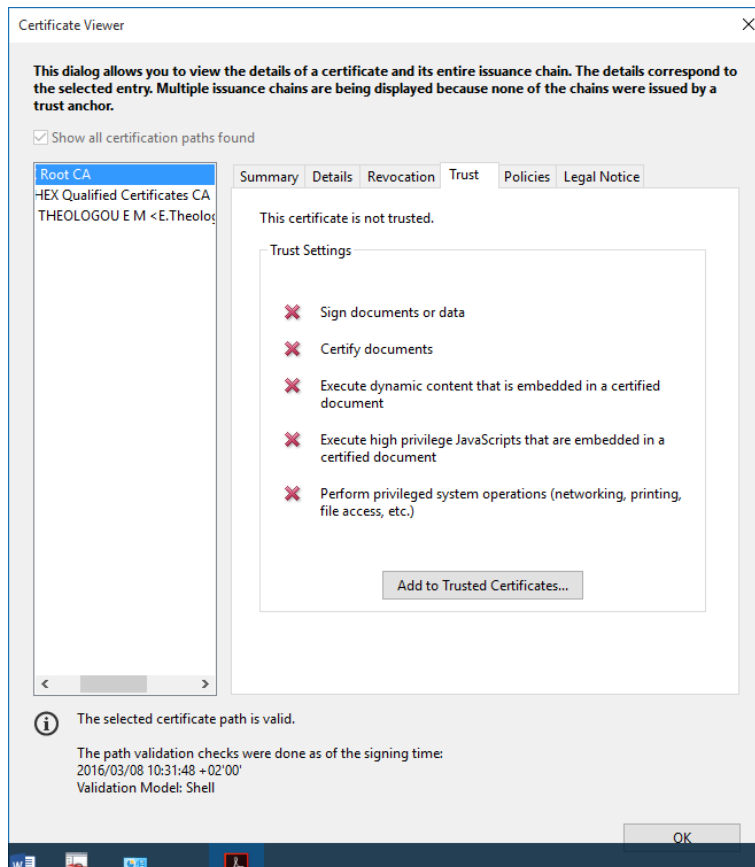 Certificate Viewer
This dialog allows you to view the details of a certificate and its entire issuance chain. The details correspond to
the selected entry. Multiple issuance chains are being displayed because none of the chains were issued by a
trust anchor.
Show all certification paths found
Root CA
HEX Qualified Certificates CA
THEOLOGOU E M <E.Theolog
Summary Details Revocation Trust Policies Legal Notice
This certificate is not trusted.
Trust Settings
Sign documents or data
Certify documents
Execute dynamic content that is embedded in a certified
document
Execute high privilege JavaScripts that are embedded in a
certified document
Perform privileged system operations (networking, printing,
file access, etc.)
Add to Trusted Certificates...
The selected certificate path is valid.
The path validation checks were done as of the signing time:
2016/03/08 10:31:48 +02'00'
Validation Model: Shell
OK